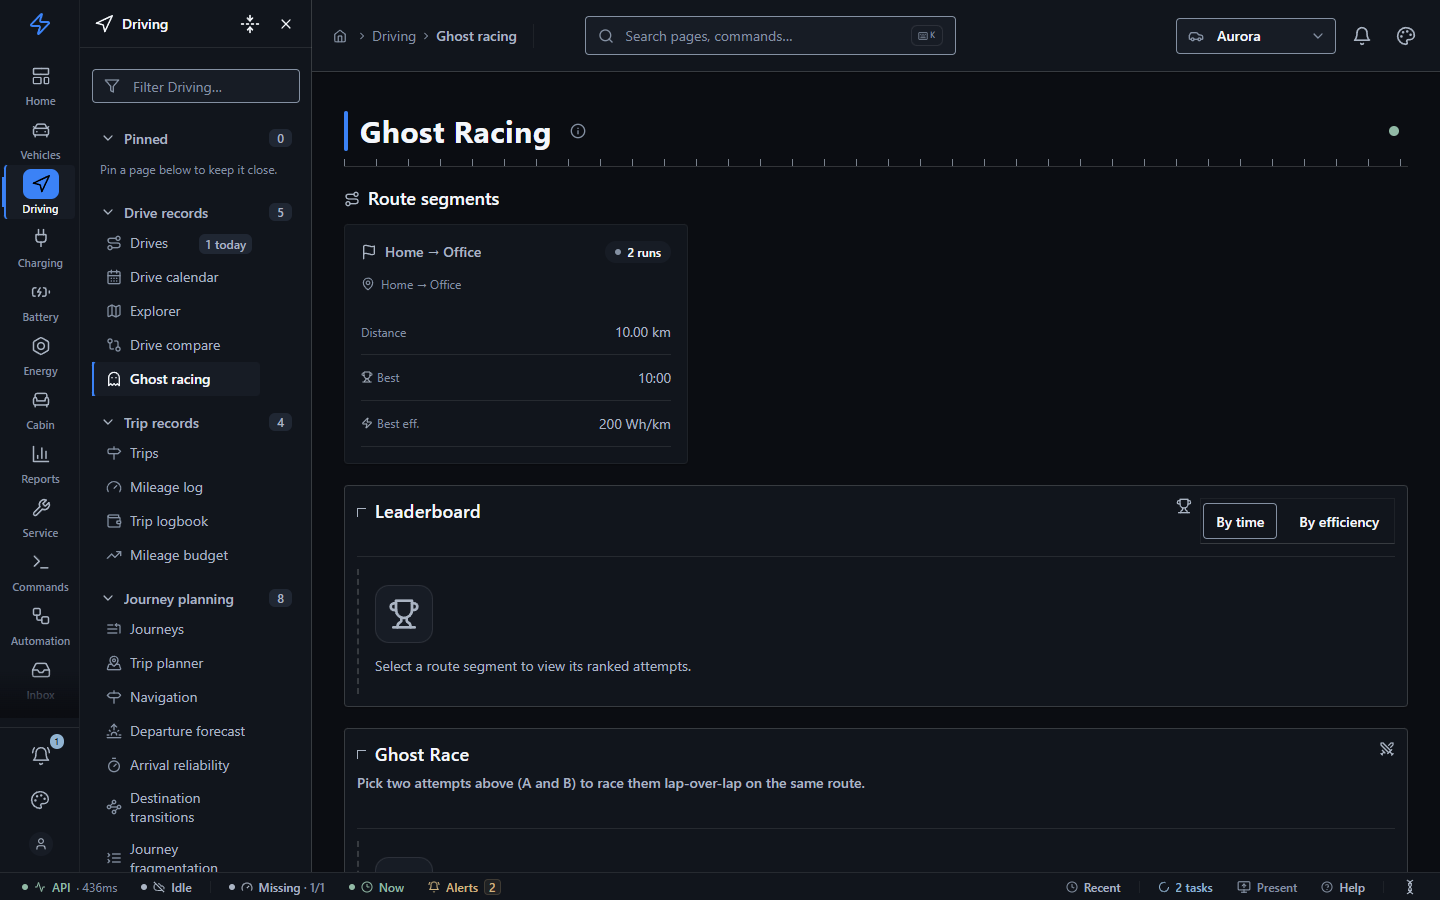 Driving
Driving
Ghost racing
Search pages, commands...
K
Aurora
Home
Vehicles
Driving
Charging
Battery
Energy
Cabin
Reports
Service
Commands
Automation
Inbox
1
Filter Driving...
Pinned
0
Pin a page below to keep it close.
Drive records
5
Drives
1 today
Drive calendar
Explorer
Drive compare
Ghost racing
Trip records
4
Trips
Mileage log
Trip logbook
Mileage budget
Journey planning
8
Journeys
Trip planner
Navigation
Departure forecast
Arrival reliability
Destination
transitions
Journey
fragmentation
Ghost Racing
Route segments
Home → Office
2 runs
Home → Office
Distance
10.00 km
Best
10:00
Best eff.
200 Wh/km
Leaderboard
By time
By efficiency
Select a route segment to view its ranked attempts.
Ghost Race
Pick two attempts above (A and B) to race them lap-over-lap on the same route.
API · 436ms
Idle
Missing · 1/1
Now
Alerts 2
Recent
2 tasks
Present
Help